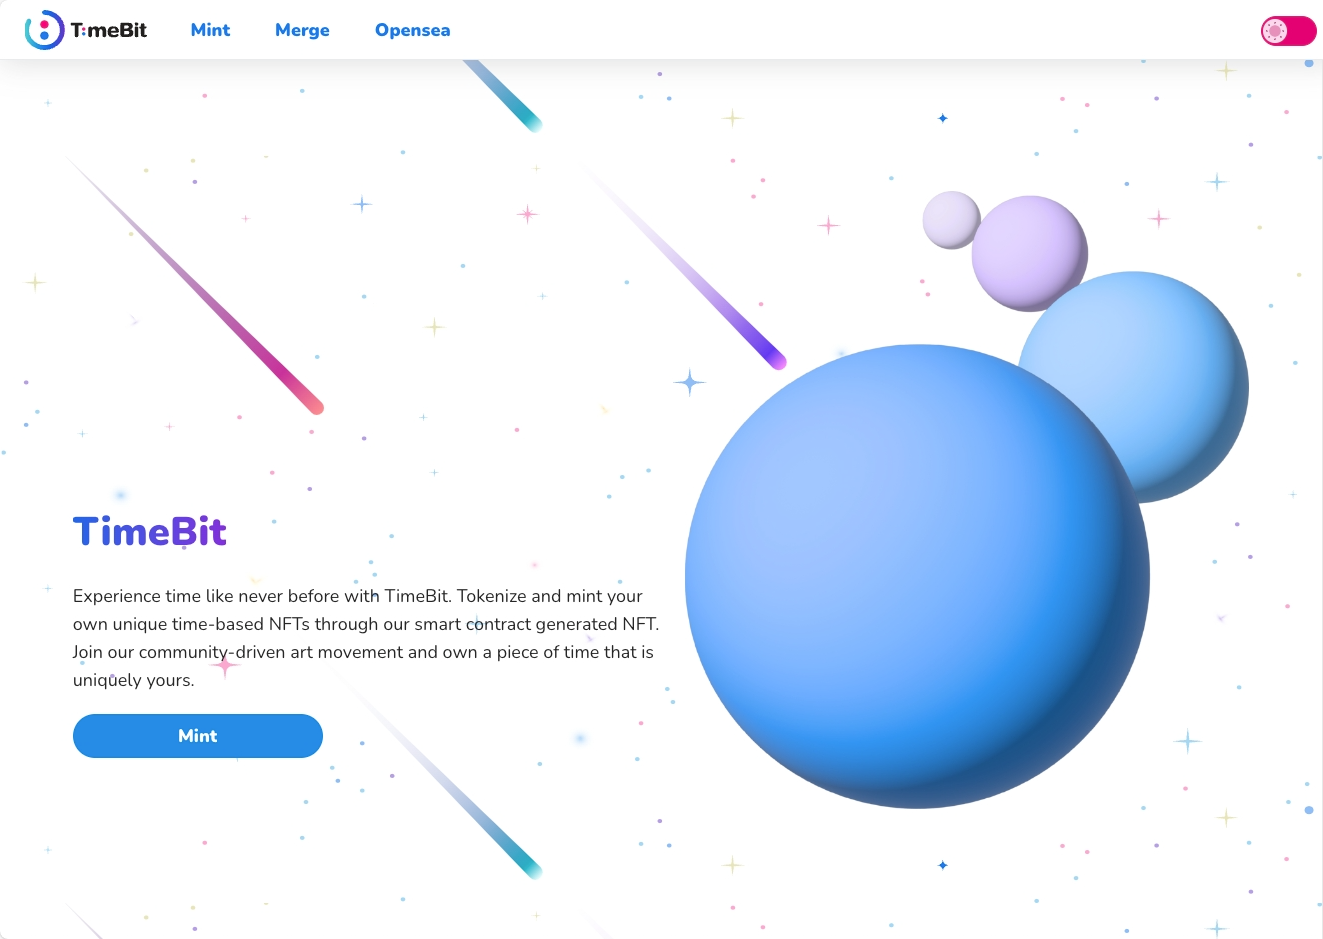 TimeBit
Mint
Merge
Opensea
TimeBit
Experience time like never before with TimeBit. Tokenize and mint your
own unique time-based NFTs through our smart contract generated NFT.
Join our community-driven art movement and own a piece of time that is
uniquely yours.
Mint